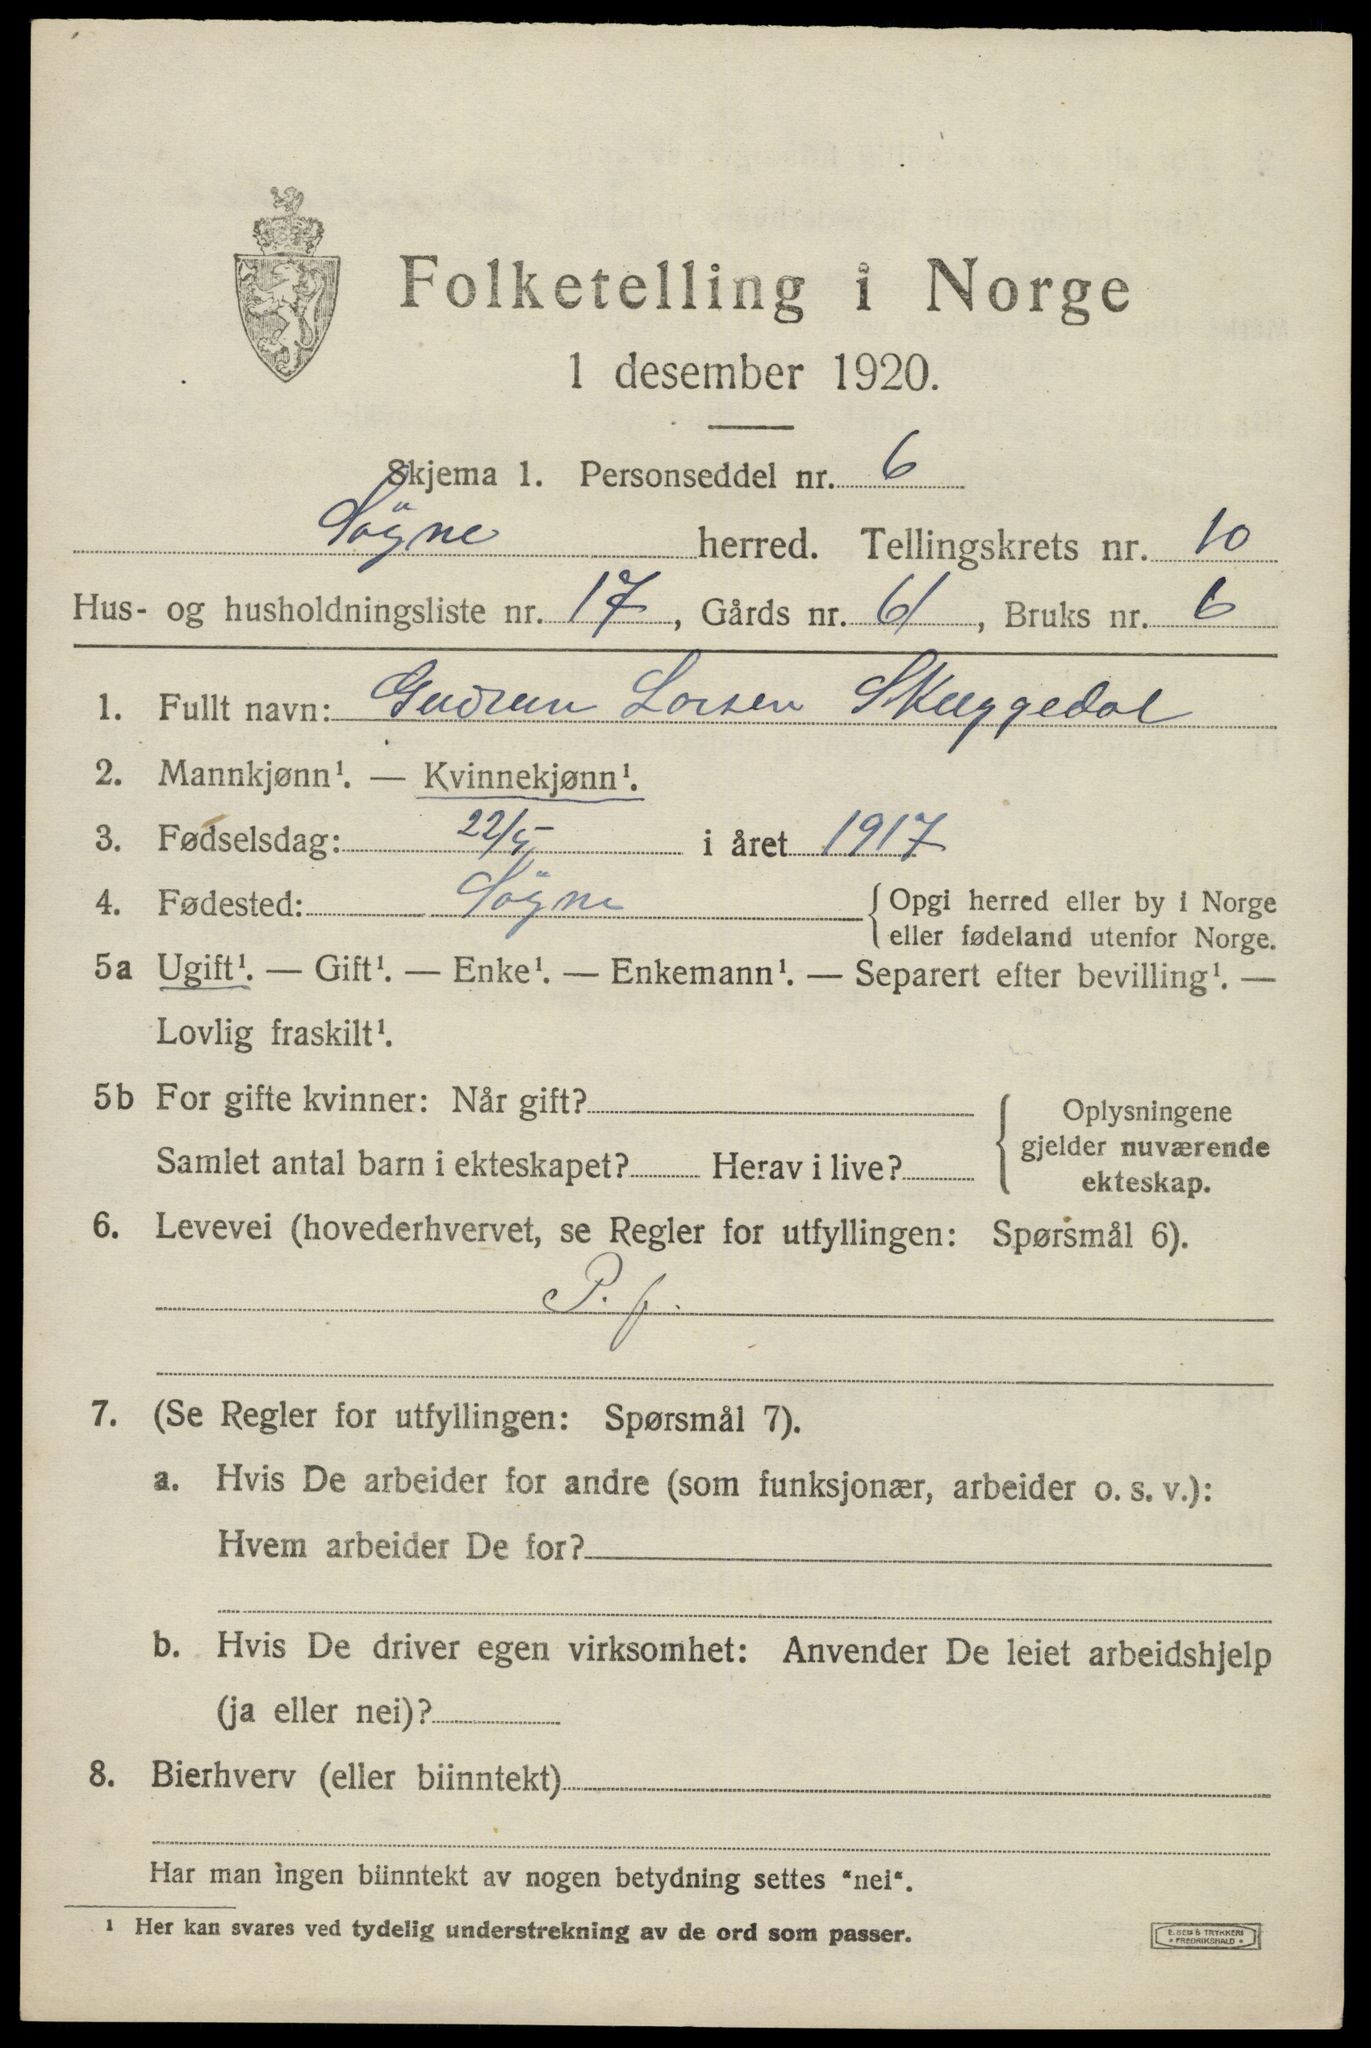 Folketelling i Norge
1 desember 1920.
Skjema 1. Personseddel nr. 6
Søgne herred. Tellingskrets nr. 10
Hus- og husholdningsliste nr. 17, Gårds nr. 61, Bruks nr. 6
1. Fullt navn: Gudrun Larsen Skeggedal
2. Mannkjønn¹. — Kvinnekjønn¹.
3. Fødselsdag: 22/5 i året 1917
4. Fødested: Søgne { Opgi herred eller by i Norge
eller fødeland utenfor Norge.
5a Ugift¹. — Gift¹. — Enke¹. — Enkemann¹. — Separert efter bevilling¹. —
Lovlig fraskilt¹.
5b For gifte kvinner: Når gift?
Samlet antal barn i ekteskapet? Herav i live?
{ Oplysningene
gjelder nuværende
ekteskap.
6. Levevei (hovederhvervet, se Regler for utfyllingen: Spørsmål 6).
P. f.
7. (Se Regler for utfyllingen: Spørsmål 7).
a. Hvis De arbeider for andre (som funksjonær, arbeider o. s. v.):
Hvem arbeider De for?
b. Hvis De driver egen virksomhet: Anvender De leiet arbeidshjelp
(ja eller nei)?
8. Bierhverv (eller biinntekt)
Har man ingen biinntekt av nogen betydning settes "nei".
¹ Her kan svares ved tydelig understrekning av de ord som passer.
TRYKKERI
• FREDRIKSHALD •